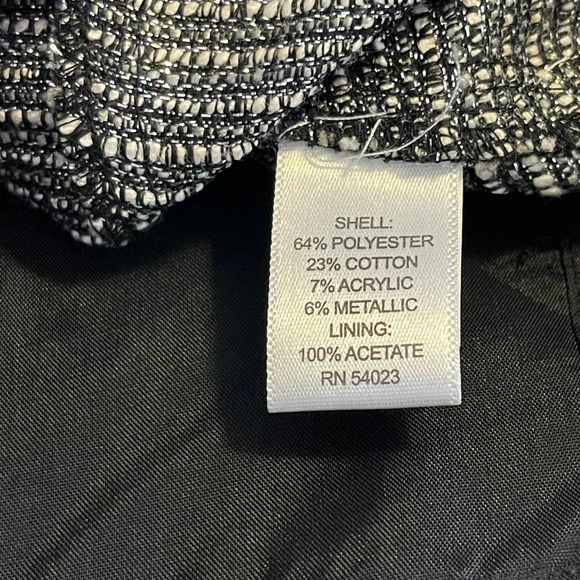 SHELL:
64% POLYESTER
23% COTTON
7% ACRYLIC
6% METALLIC
LINING:
100% ACETATE
RN 54023